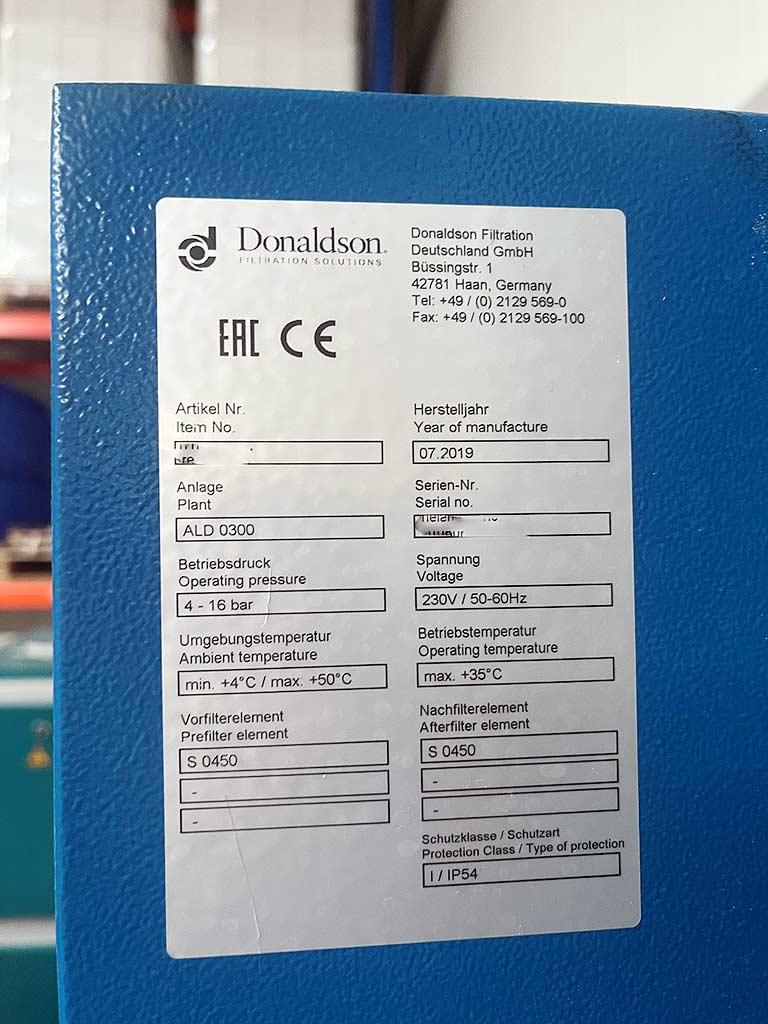 Donaldson®
FILTRATION SOLUTIONS
Donaldson Filtration
Deutschland GmbH
Büssingstr. 1
42781 Haan, Germany
Tel: +49 / (0) 2129 569-0
Fax: +49 / (0) 2129 569-100
EAC CE
Artikel Nr.
Item No.
Herstelljahr
Year of manufacture
07.2019
Anlage
Plant
ALD 0300
Serien-Nr.
Serial no.
Betriebsdruck
Operating pressure
4 - 16 bar
Spannung
Voltage
230V / 50-60Hz
Umgebungstemperatur
Ambient temperature
min. +4°C / max. +50°C
Betriebstemperatur
Operating temperature
max. +35°C
Vorfilterelement
Prefilter element
S 0450
-
-
Nachfilterelement
Afterfilter element
S 0450
-
-
Schutzklasse / Schutzart
Protection Class / Type of protection
I / IP54